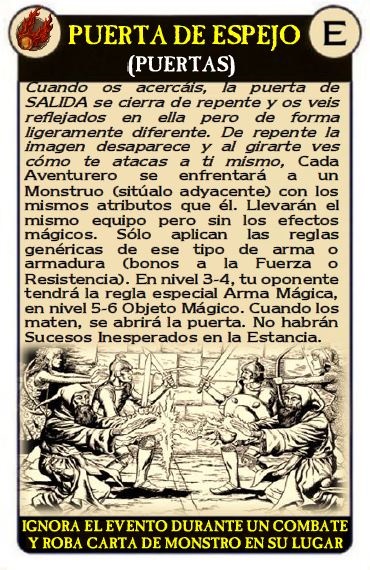 PUERTA DE ESPEJO
E
(PUERTAS)
Cuando os acercáis, la puerta de
SALIDA se cierra de repente y os veis
reflejados en ella pero de forma
ligeramente diferente. De repente la
imagen desaparece y al girarte ves
cómo te atacas a ti mismo, Cada
Aventurero se enfrentará a un
Monstruo (sitúalo adyacente) con los
mismos atributos que él. Llevarán el
mismo equipo pero sin los efectos
mágicos. Sólo aplican las reglas
genéricas de ese tipo de arma o
armadura (bonos a la Fuerza o
Resistencia). En nivel 3-4, tu oponente
tendrá la regla especial Arma Mágica,
en nivel 5-6 Objeto Mágico. Cuando los
maten, se abrirá la puerta. No habrán
Sucesos Inesperados en la Estancia.
IGNORA EL EVENTO DURANTE UN COMBATE
Y ROBA CARTA DE MONSTRO EN SU LUGAR